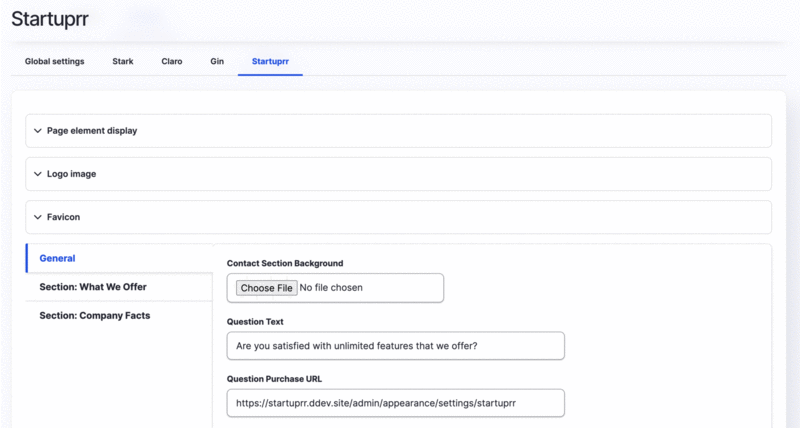 Startuprr
Global settings Stark Claro Gin Startuprr
Page element display
Logo image
Favicon
General
Section: What We Offer
Section: Company Facts
Contact Section Background
Choose File No file chosen
Question Text
Are you satisfied with unlimited features that we offer?
Question Purchase URL
https://startuprr.ddev.site/admin/appearance/settings/startuprr